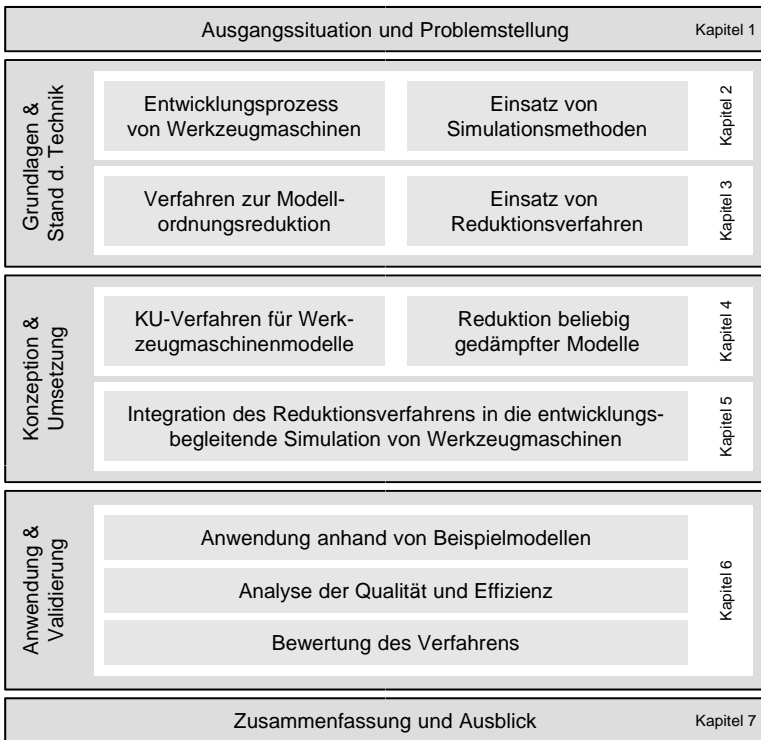 Ausgangssituation und Problemstellung
Kapitel 1
Grundlagen &
Stand d. Technik
Entwicklungsprozess
von Werkzeugmaschinen
Einsatz von
Simulationsmethoden
Kapitel 2
Verfahren zur Modell-
ordnungsreduktion
Einsatz von
Reduktionsverfahren
Kapitel 3
Konzeption &
Umsetzung
KU-Verfahren für Werk-
zeugmaschinenmodelle
Reduktion beliebig
gedämpfter Modelle
Kapitel 4
Integration des Reduktionsverfahrens in die entwicklungs-
begleitende Simulation von Werkzeugmaschinen
Kapitel 5
Anwendung &
Validierung
Anwendung anhand von Beispielmodellen
Analyse der Qualität und Effizienz
Bewertung des Verfahrens
Kapitel 6
Zusammenfassung und Ausblick
Kapitel 7